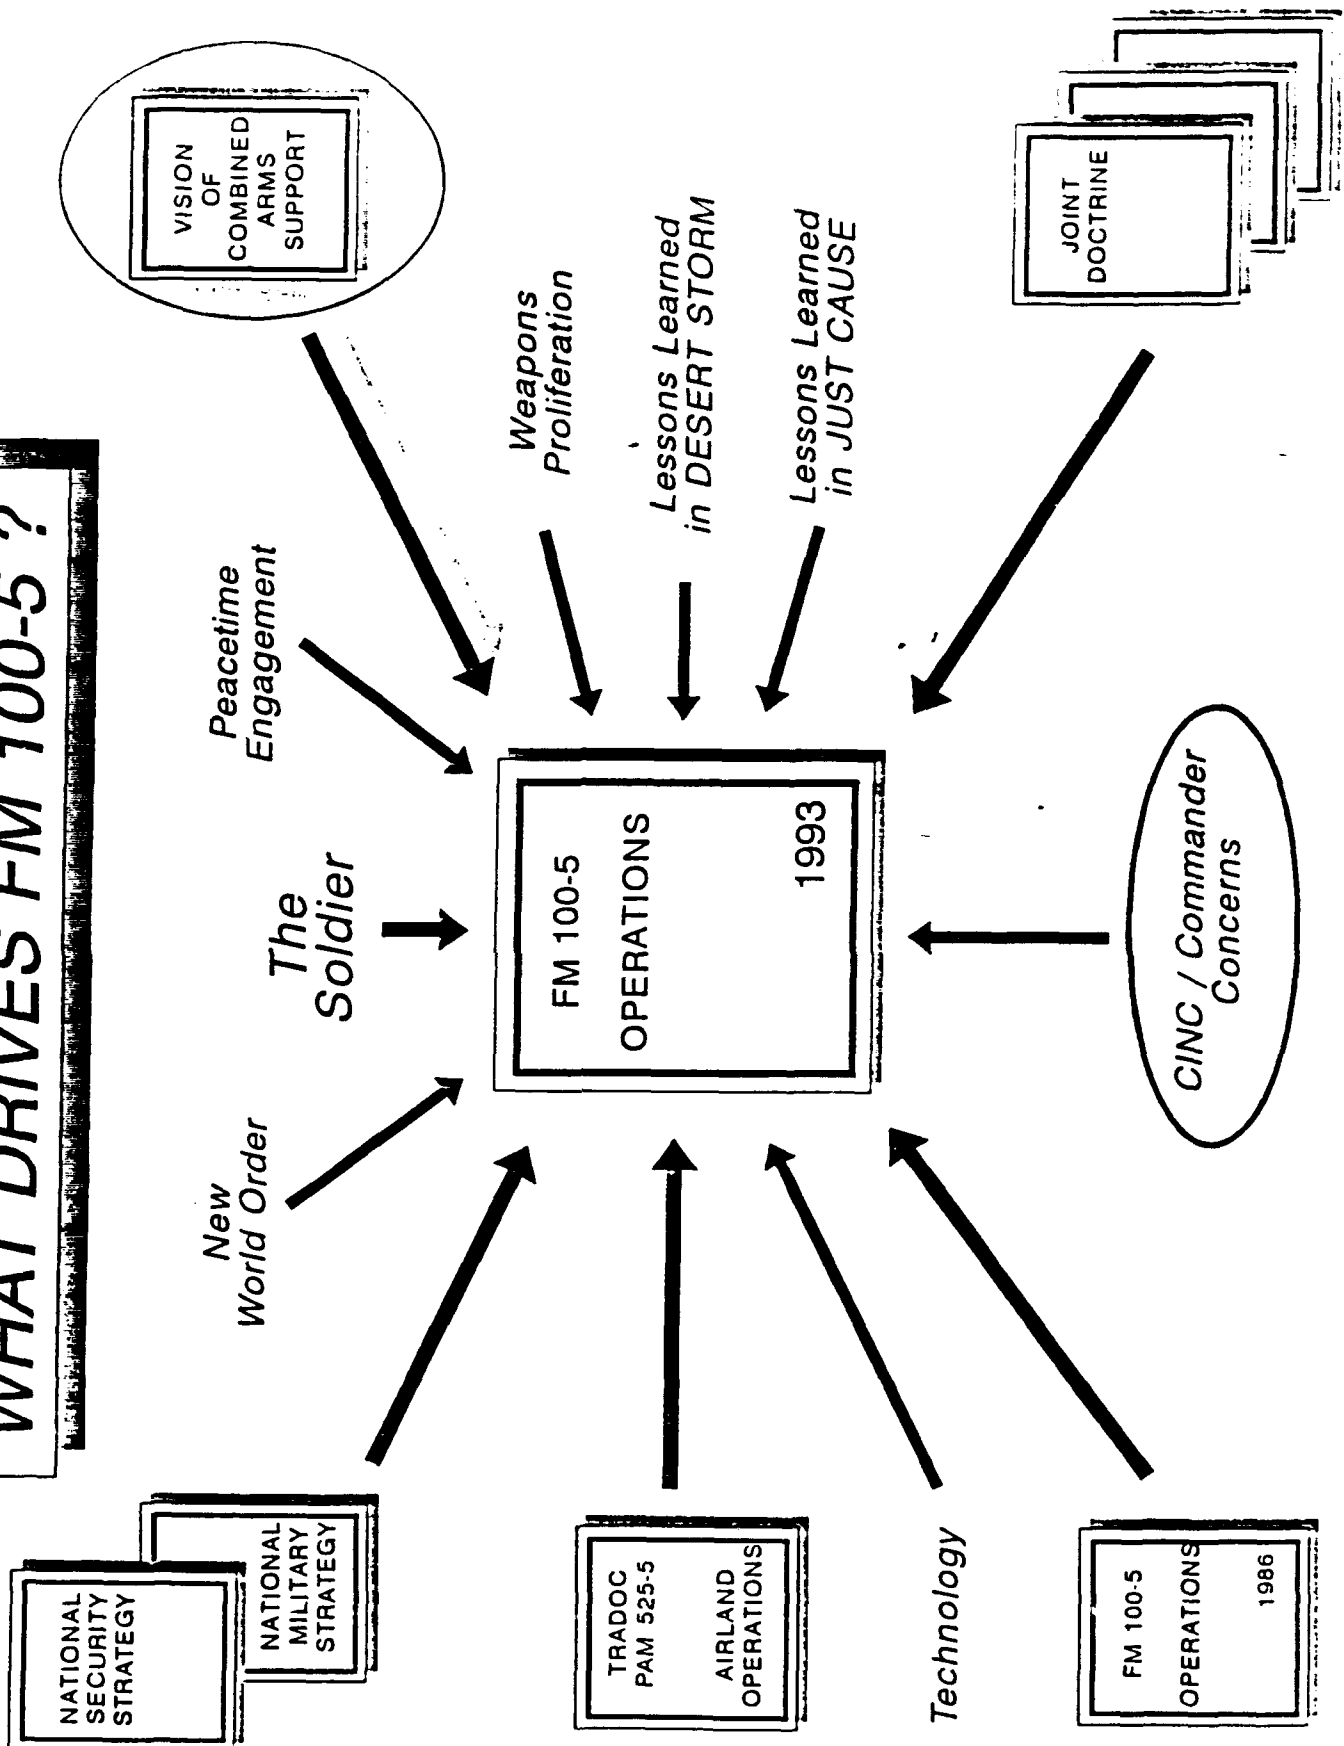 WHAT DRIVES FM 100-5 ?
NATIONAL
SECURITY
STRATEGY
NATIONAL
MILITARY
STRATEGY
New
World Order
The
Soldier
Peacetime
Engagement
VISION
OF
COMBINED
ARMS
SUPPORT
TRADOC
PAM 525-5
AIRLAND
OPERATIONS
FM 100-5
OPERATIONS
1993
Weapons
Proliferation
Lessons Learned
in DESERT STORM
Lessons Learned
in JUST CAUSE
Technology
FM 100-5
OPERATIONS
1986
CINC / Commander
Concerns
JOINT
DOCTRINE